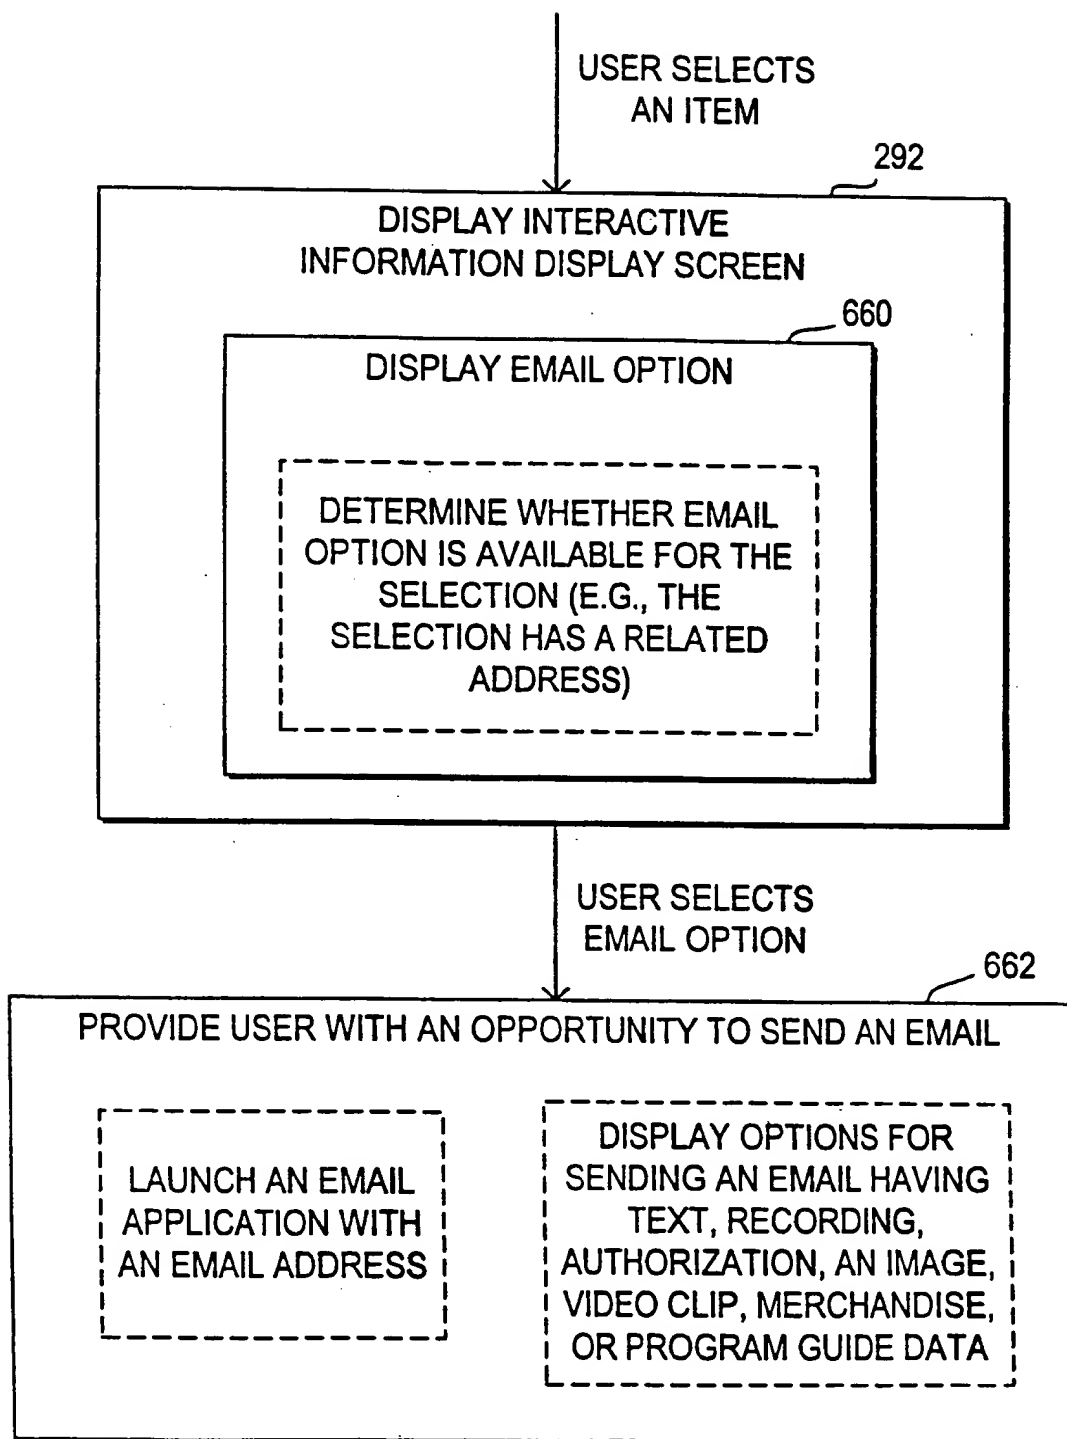 USER SELECTS
AN ITEM
292
DISPLAY INTERACTIVE
INFORMATION DISPLAY SCREEN
660
DISPLAY EMAIL OPTION
DETERMINE WHETHER EMAIL
OPTION IS AVAILABLE FOR THE
SELECTION (E.G., THE
SELECTION HAS A RELATED
ADDRESS)
USER SELECTS
EMAIL OPTION
662
PROVIDE USER WITH AN OPPORTUNITY TO SEND AN EMAIL
LAUNCH AN EMAIL
APPLICATION WITH
AN EMAIL ADDRESS
DISPLAY OPTIONS FOR
SENDING AN EMAIL HAVING
TEXT, RECORDING,
AUTHORIZATION, AN IMAGE,
VIDEO CLIP, MERCHANDISE,
OR PROGRAM GUIDE DATA